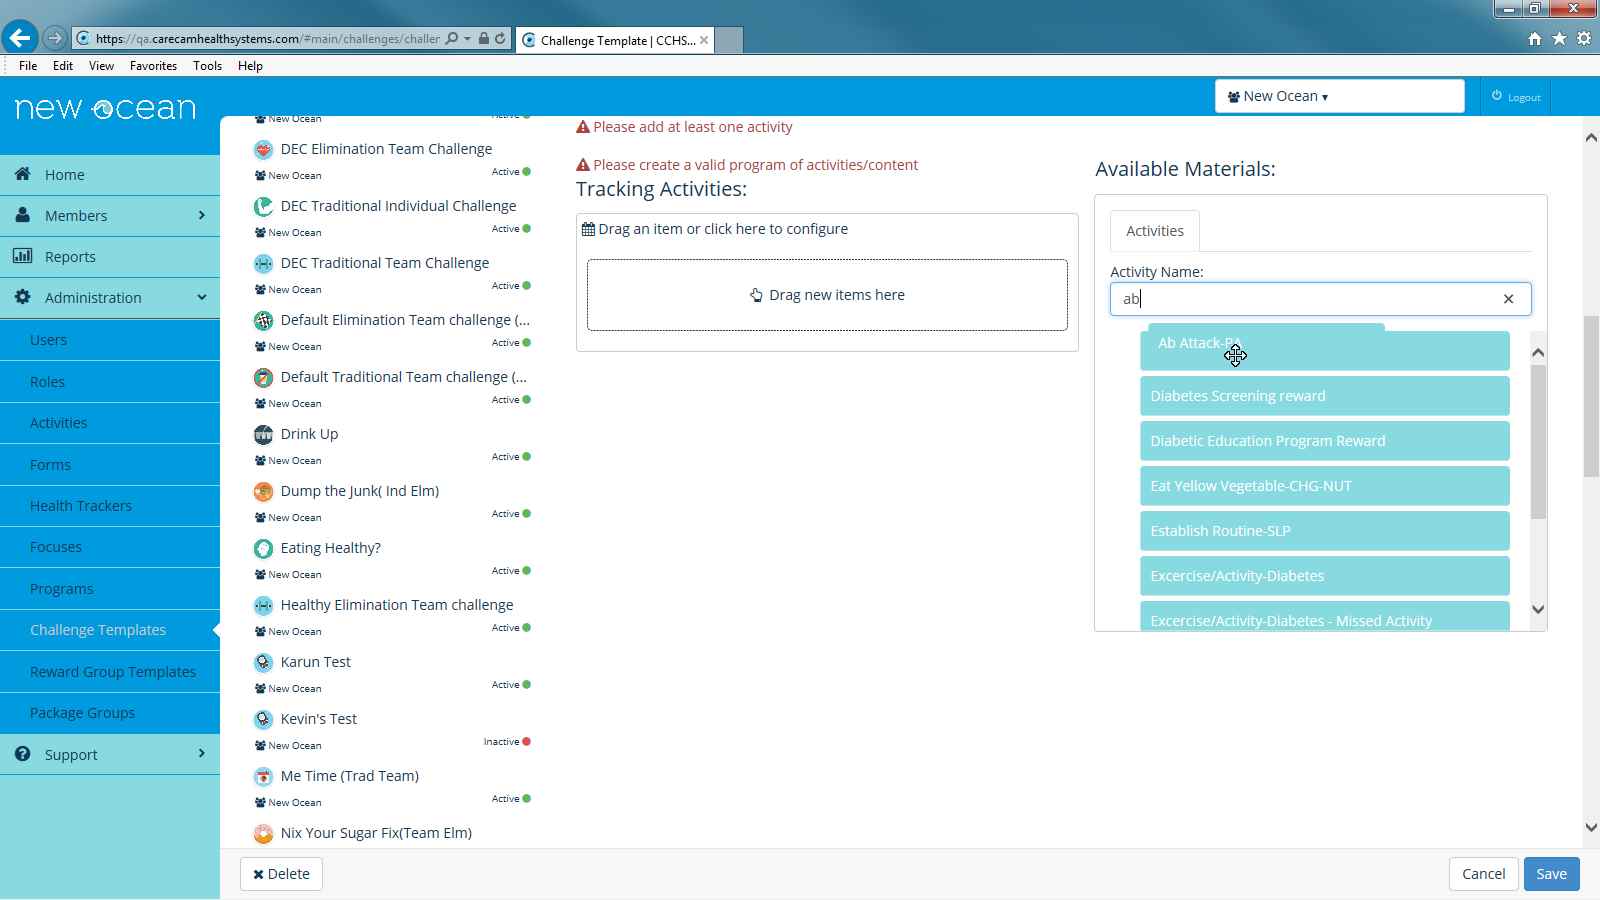 https://qa.carecamhealthsystems.com/#main/challenges/challer
Challenge Template | CCHS...
File Edit View Favorites Tools Help
new ocean
New Ocean
Logout
Home
Members
Reports
Administration
Users
Roles
Activities
Forms
Health Trackers
Focuses
Programs
Challenge Templates
Reward Group Templates
Package Groups
Support
New Ocean
DEC Elimination Team Challenge
New Ocean Active
DEC Traditional Individual Challenge
New Ocean Active
DEC Traditional Team Challenge
New Ocean Active
Default Elimination Team challenge (...
New Ocean Active
Default Traditional Team challenge (...
New Ocean Active
Drink Up
New Ocean Active
Dump the Junk( Ind Elm)
New Ocean Active
Eating Healthy?
New Ocean Active
Healthy Elimination Team challenge
New Ocean Active
Karun Test
New Ocean Active
Kevin's Test
New Ocean Inactive
Me Time (Trad Team)
New Ocean Active
Nix Your Sugar Fix(Team Elm)
Please add at least one activity
Please create a valid program of activities/content
Tracking Activities:
Drag an item or click here to configure
Drag new items here
Available Materials:
Activities
Activity Name:
ab
Ab Attack-PA
Diabetes Screening reward
Diabetic Education Program Reward
Eat Yellow Vegetable-CHG-NUT
Establish Routine-SLP
Excercise/Activity-Diabetes
Excercise/Activity-Diabetes - Missed Activity
Delete
Cancel
Save